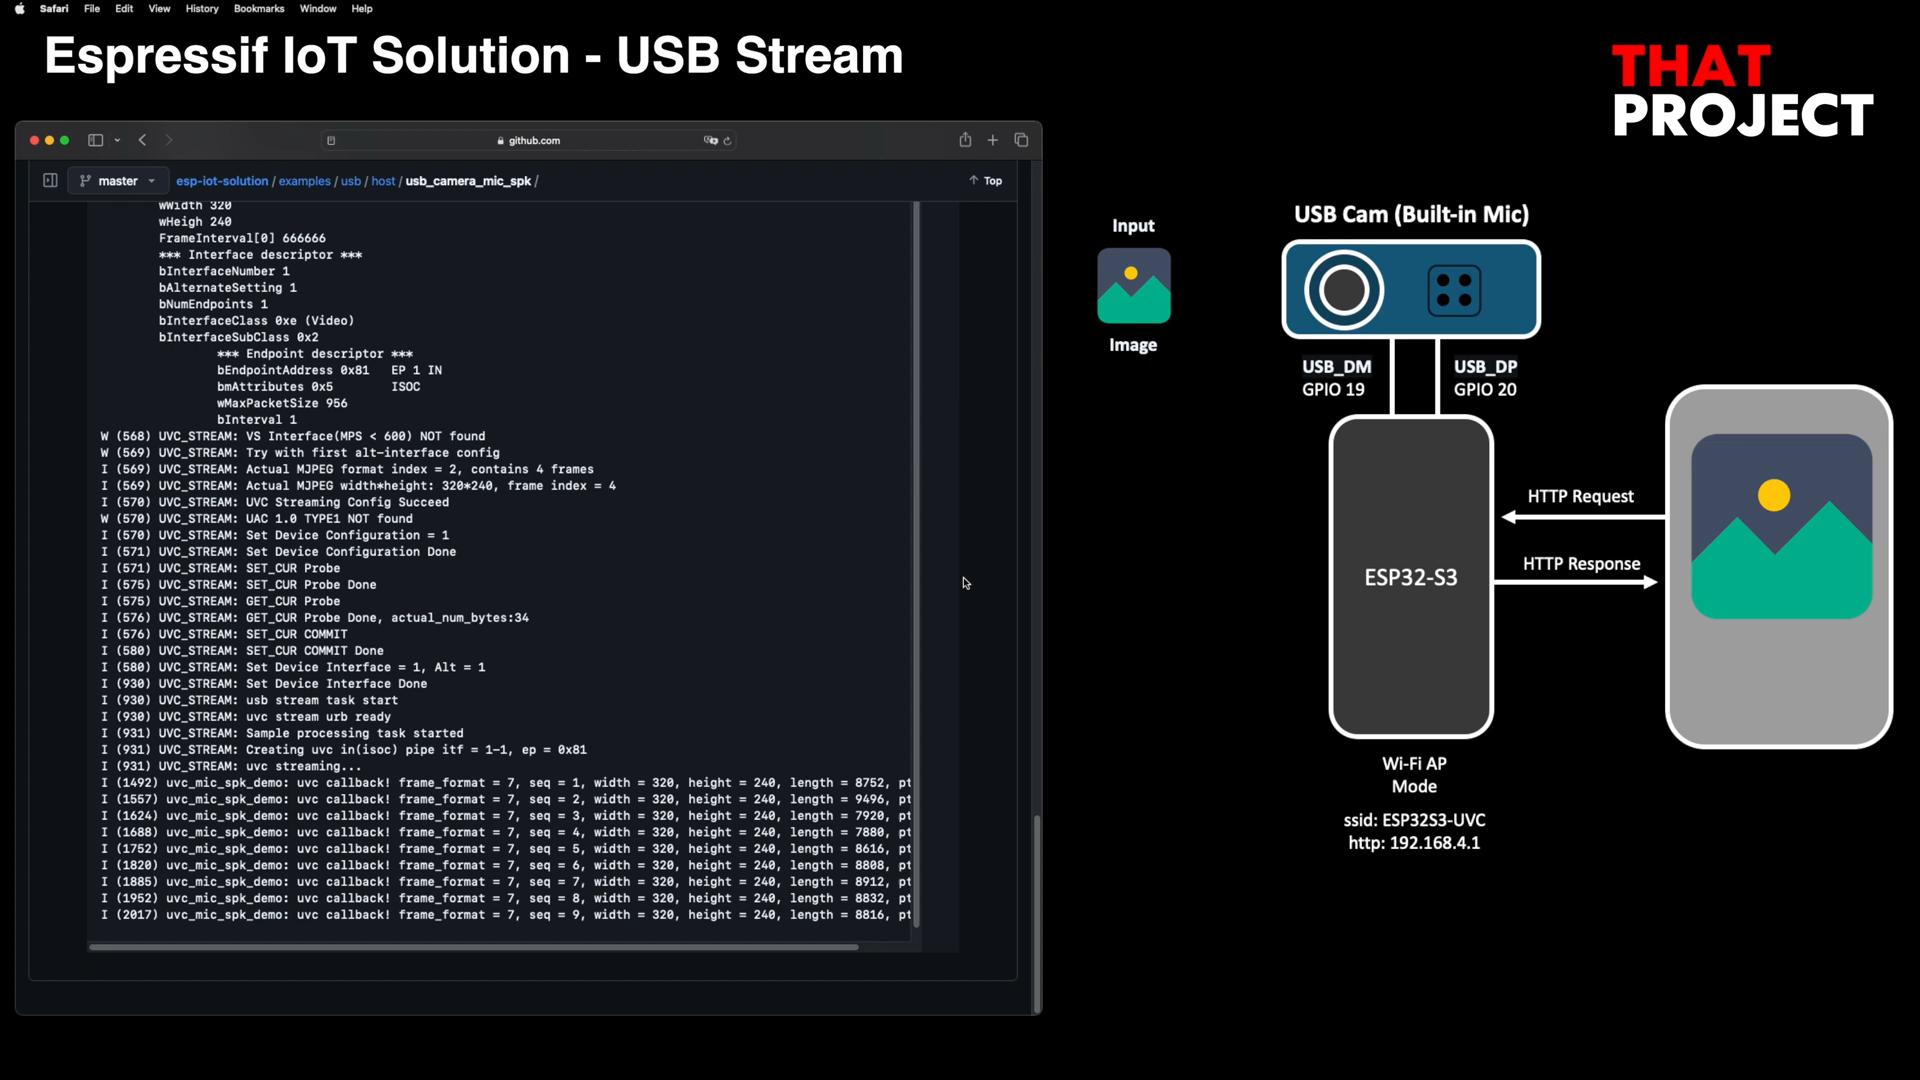 Safari File Edit View History Bookmarks Window Help
Espressif IoT Solution - USB Stream
THAT
PROJECT
github.com
master
esp-iot-solution / examples / usb / host / usb_camera_mic_spk /
Top
wWidth 320
wHeigh 240
FrameInterval[0] 666666
*** Interface descriptor ***
bInterfaceNumber 1
bAlternateSetting 1
bNumEndpoints 1
bInterfaceClass 0xe (Video)
bInterfaceSubClass 0x2
*** Endpoint descriptor ***
bEndpointAddress 0x81 EP 1 IN
bmAttributes 0x5 ISOC
wMaxPacketSize 956
bInterval 1
W (568) UVC_STREAM: VS Interface(MPS < 600) NOT found
W (569) UVC_STREAM: Try with first alt-interface config
I (569) UVC_STREAM: Actual MJPEG format index = 2, contains 4 frames
I (569) UVC_STREAM: Actual MJPEG width*height: 320*240, frame index = 4
I (570) UVC_STREAM: UVC Streaming Config Succeed
W (570) UVC_STREAM: UAC 1.0 TYPE1 NOT found
I (570) UVC_STREAM: Set Device Configuration = 1
I (571) UVC_STREAM: Set Device Configuration Done
I (571) UVC_STREAM: SET_CUR Probe
I (575) UVC_STREAM: SET_CUR Probe Done
I (575) UVC_STREAM: GET_CUR Probe
I (576) UVC_STREAM: GET_CUR Probe Done, actual_num_bytes:34
I (576) UVC_STREAM: SET_CUR COMMIT
I (580) UVC_STREAM: SET_CUR COMMIT Done
I (580) UVC_STREAM: Set Device Interface = 1, Alt = 1
I (930) UVC_STREAM: Set Device Interface Done
I (930) UVC_STREAM: usb stream task start
I (930) UVC_STREAM: uvc stream urb ready
I (931) UVC_STREAM: Sample processing task started
I (931) UVC_STREAM: Creating uvc in(isoc) pipe itf = 1-1, ep = 0x81
I (931) UVC_STREAM: uvc streaming...
I (1492) uvc_mic_spk_demo: uvc callback! frame_format = 7, seq = 1, width = 320, height = 240, length = 8752, pt
I (1557) uvc_mic_spk_demo: uvc callback! frame_format = 7, seq = 2, width = 320, height = 240, length = 9496, pt
I (1624) uvc_mic_spk_demo: uvc callback! frame_format = 7, seq = 3, width = 320, height = 240, length = 7920, pt
I (1688) uvc_mic_spk_demo: uvc callback! frame_format = 7, seq = 4, width = 320, height = 240, length = 7880, pt
I (1752) uvc_mic_spk_demo: uvc callback! frame_format = 7, seq = 5, width = 320, height = 240, length = 8616, pt
I (1820) uvc_mic_spk_demo: uvc callback! frame_format = 7, seq = 6, width = 320, height = 240, length = 8808, pt
I (1885) uvc_mic_spk_demo: uvc callback! frame_format = 7, seq = 7, width = 320, height = 240, length = 8912, pt
I (1952) uvc_mic_spk_demo: uvc callback! frame_format = 7, seq = 8, width = 320, height = 240, length = 8832, pt
I (2017) uvc_mic_spk_demo: uvc callback! frame_format = 7, seq = 9, width = 320, height = 240, length = 8816, pt
Input
Image
USB Cam (Built-in Mic)
USB_DM
GPIO 19
USB_DP
GPIO 20
ESP32-S3
HTTP Request
HTTP Response
Wi-Fi AP
Mode
ssid: ESP32S3-UVC
http: 192.168.4.1